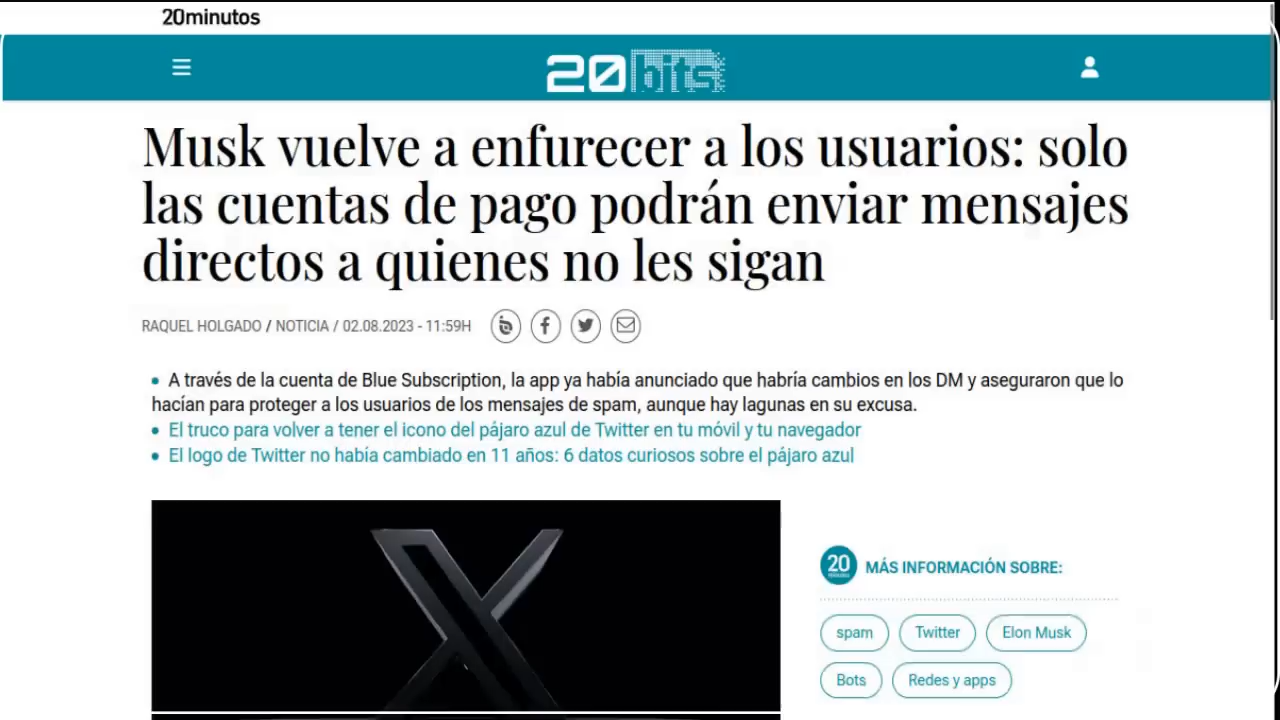 20minutos
20bits
Musk vuelve a enfurecer a los usuarios: solo
las cuentas de pago podrán enviar mensajes
directos a quienes no les sigan
RAQUEL HOLGADO / NOTICIA / 02.08.2023 - 11:59H
• A través de la cuenta de Blue Subscription, la app ya había anunciado que habría cambios en los DM y aseguraron que lo
hacían para proteger a los usuarios de los mensajes de spam, aunque hay lagunas en su excusa.
• El truco para volver a tener el icono del pájaro azul de Twitter en tu móvil y tu navegador
• El logo de Twitter no había cambiado en 11 años: 6 datos curiosos sobre el pájaro azul
X
20 MÁS INFORMACIÓN SOBRE:
spam Twitter Elon Musk
Bots Redes y apps